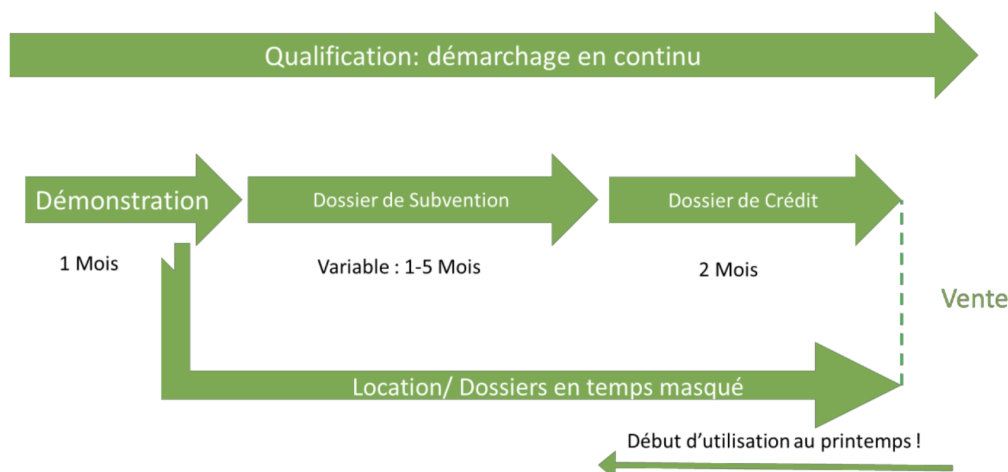 Qualification: démarchage en continu
Démonstration
Dossier de Subvention
Dossier de Crédit
1 Mois
Variable : 1-5 Mois
2 Mois
Vente
Location/ Dossiers en temps masqué
Début d’utilisation au printemps !